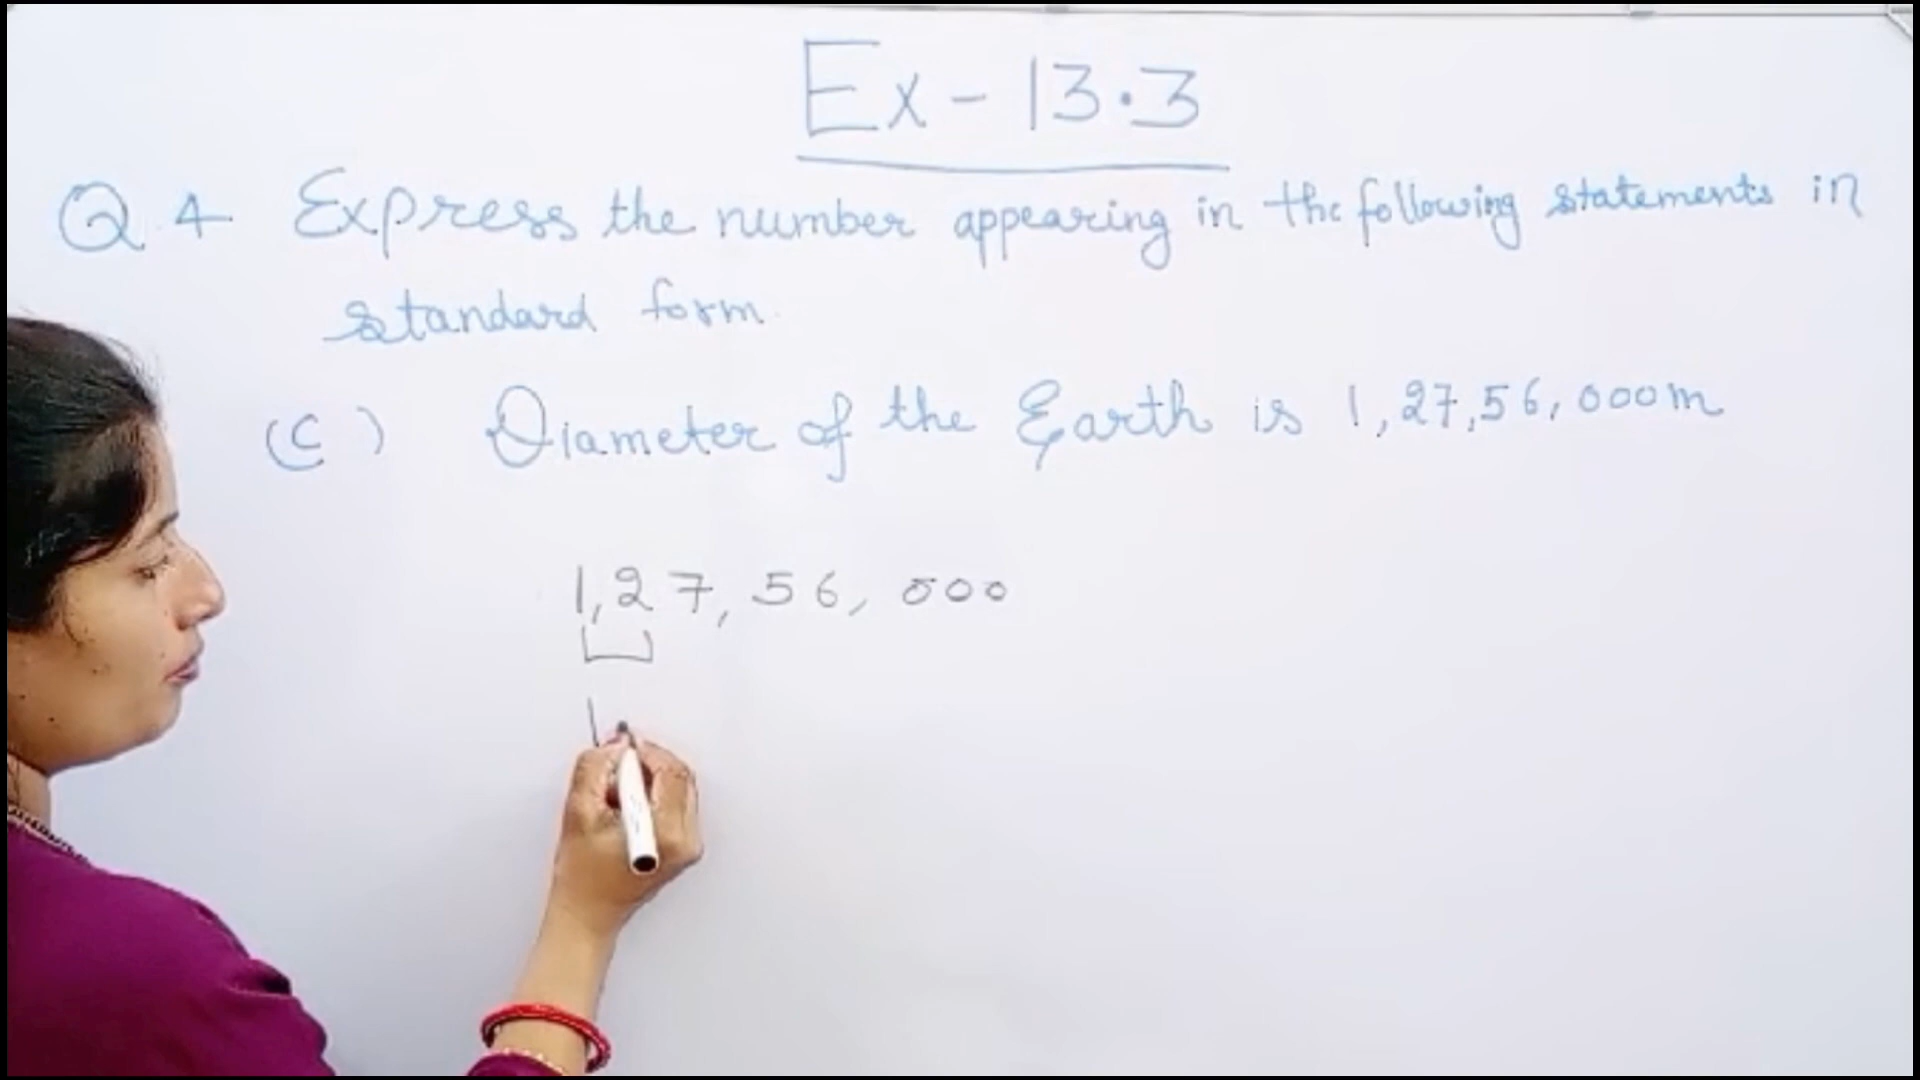 Ex - 13.3
Q.4 Express the number appearing in the following statements in
standard form.
(C) Diameter of the Earth is 1,27,56,000m
1,27,56,000
1